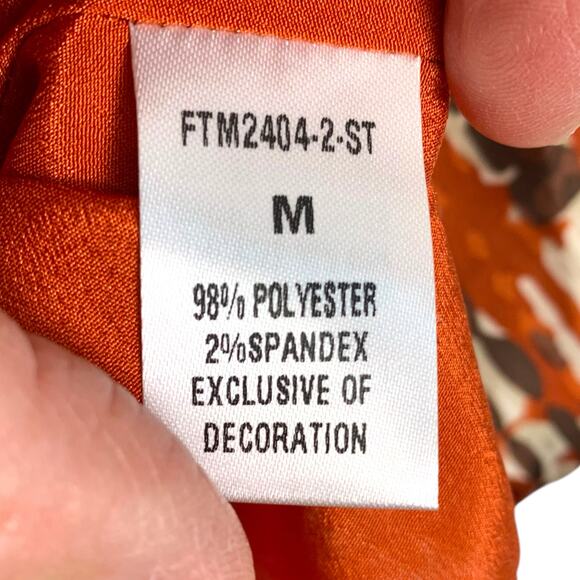 FTM2404-2-ST
M
98% POLYESTER
2%SPANDEX
EXCLUSIVE OF
DECORATION